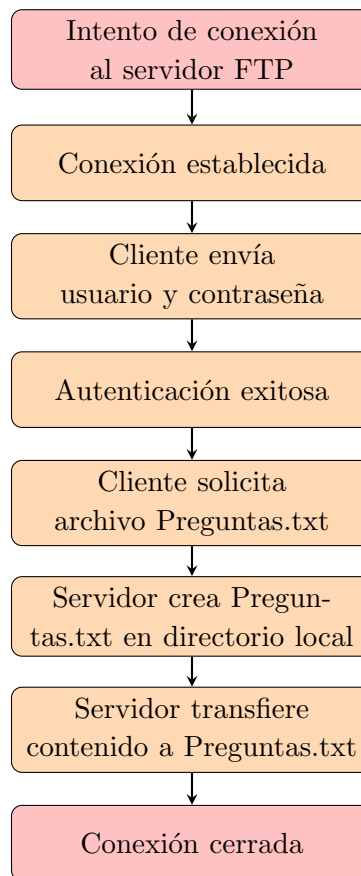 Intento de conexión
al servidor FTP
Conexión establecida
Cliente envía
usuario y contraseña
Autenticación exitosa
Cliente solicita
archivo Preguntas.txt
Servidor crea Pregun-
tas.txt en directorio local
Servidor transfiere
contenido a Preguntas.txt
Conexión cerrada